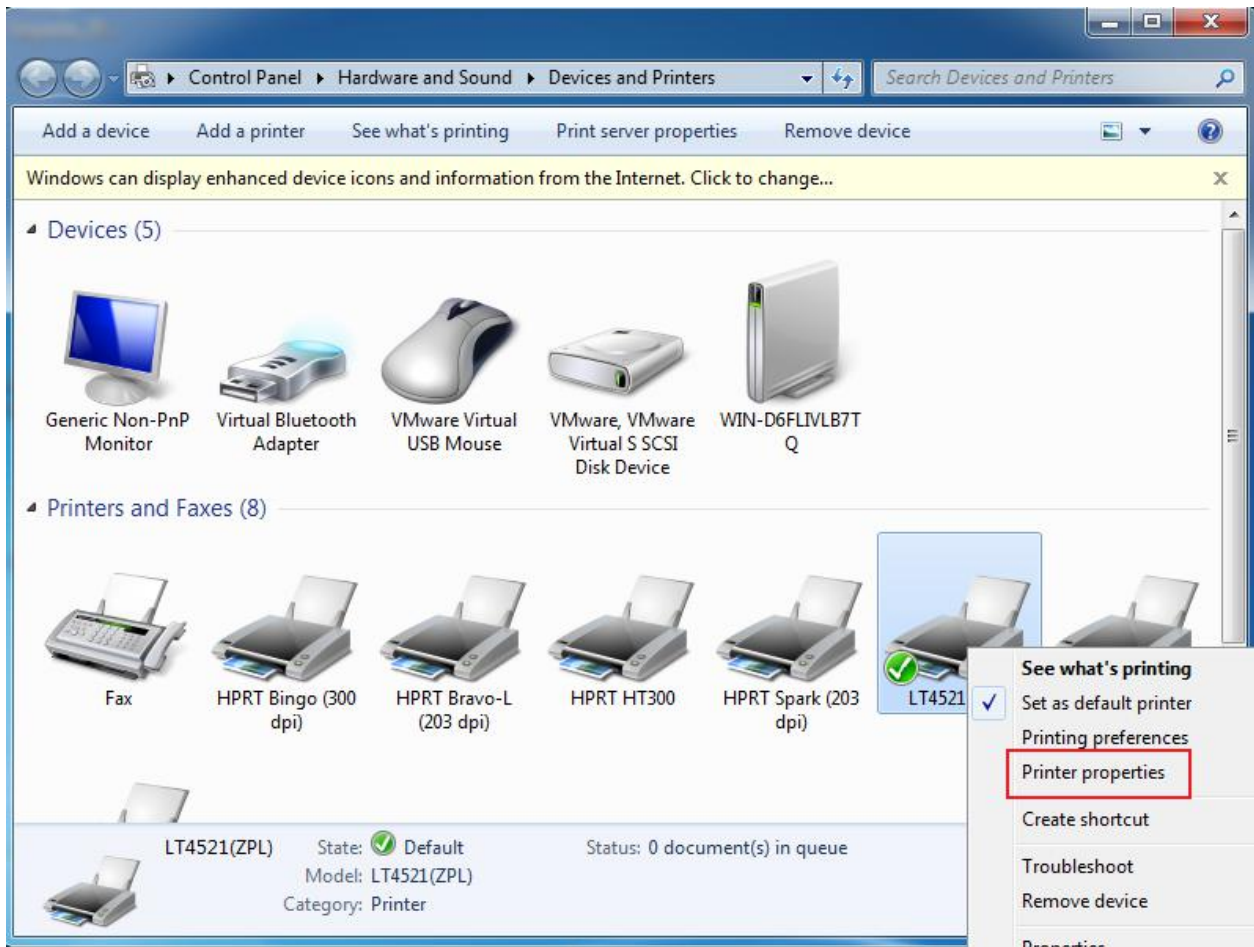 Control Panel ▸ Hardware and Sound ▸ Devices and Printers
Search Devices and Printers
Add a device Add a printer See what's printing Print server properties Remove device
Windows can display enhanced device icons and information from the Internet. Click to change...
Devices (5)
Generic Non-PnP
Monitor
Virtual Bluetooth
Adapter
VMware Virtual
USB Mouse
VMware, VMware
Virtual S SCSI
Disk Device
WIN-D6FLIVLB7T
Q
Printers and Faxes (8)
Fax
HPRT Bingo (300
dpi)
HPRT Bravo-L
(203 dpi)
HPRT HT300
HPRT Spark (203
dpi)
LT4521
See what's printing
Set as default printer
Printing preferences
Printer properties
Create shortcut
Troubleshoot
Remove device
Properties
LT4521(ZPL)
State: Default
Model: LT4521(ZPL)
Category: Printer
Status: 0 document(s) in queue